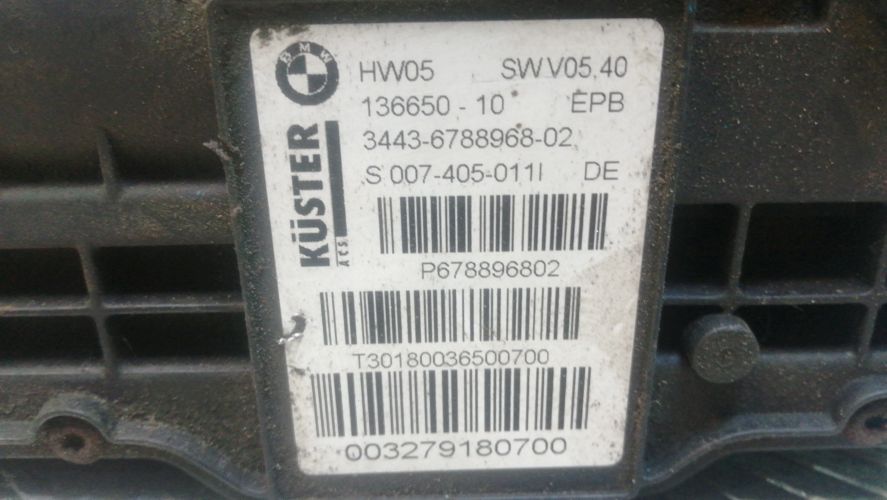 BMW
HW05 SW V05.40
136650 - 10 EPB
3443-6788968-02
S 007-405-011I DE
KÜSTER
ACS
P678896802
T30180036500700
003279180700